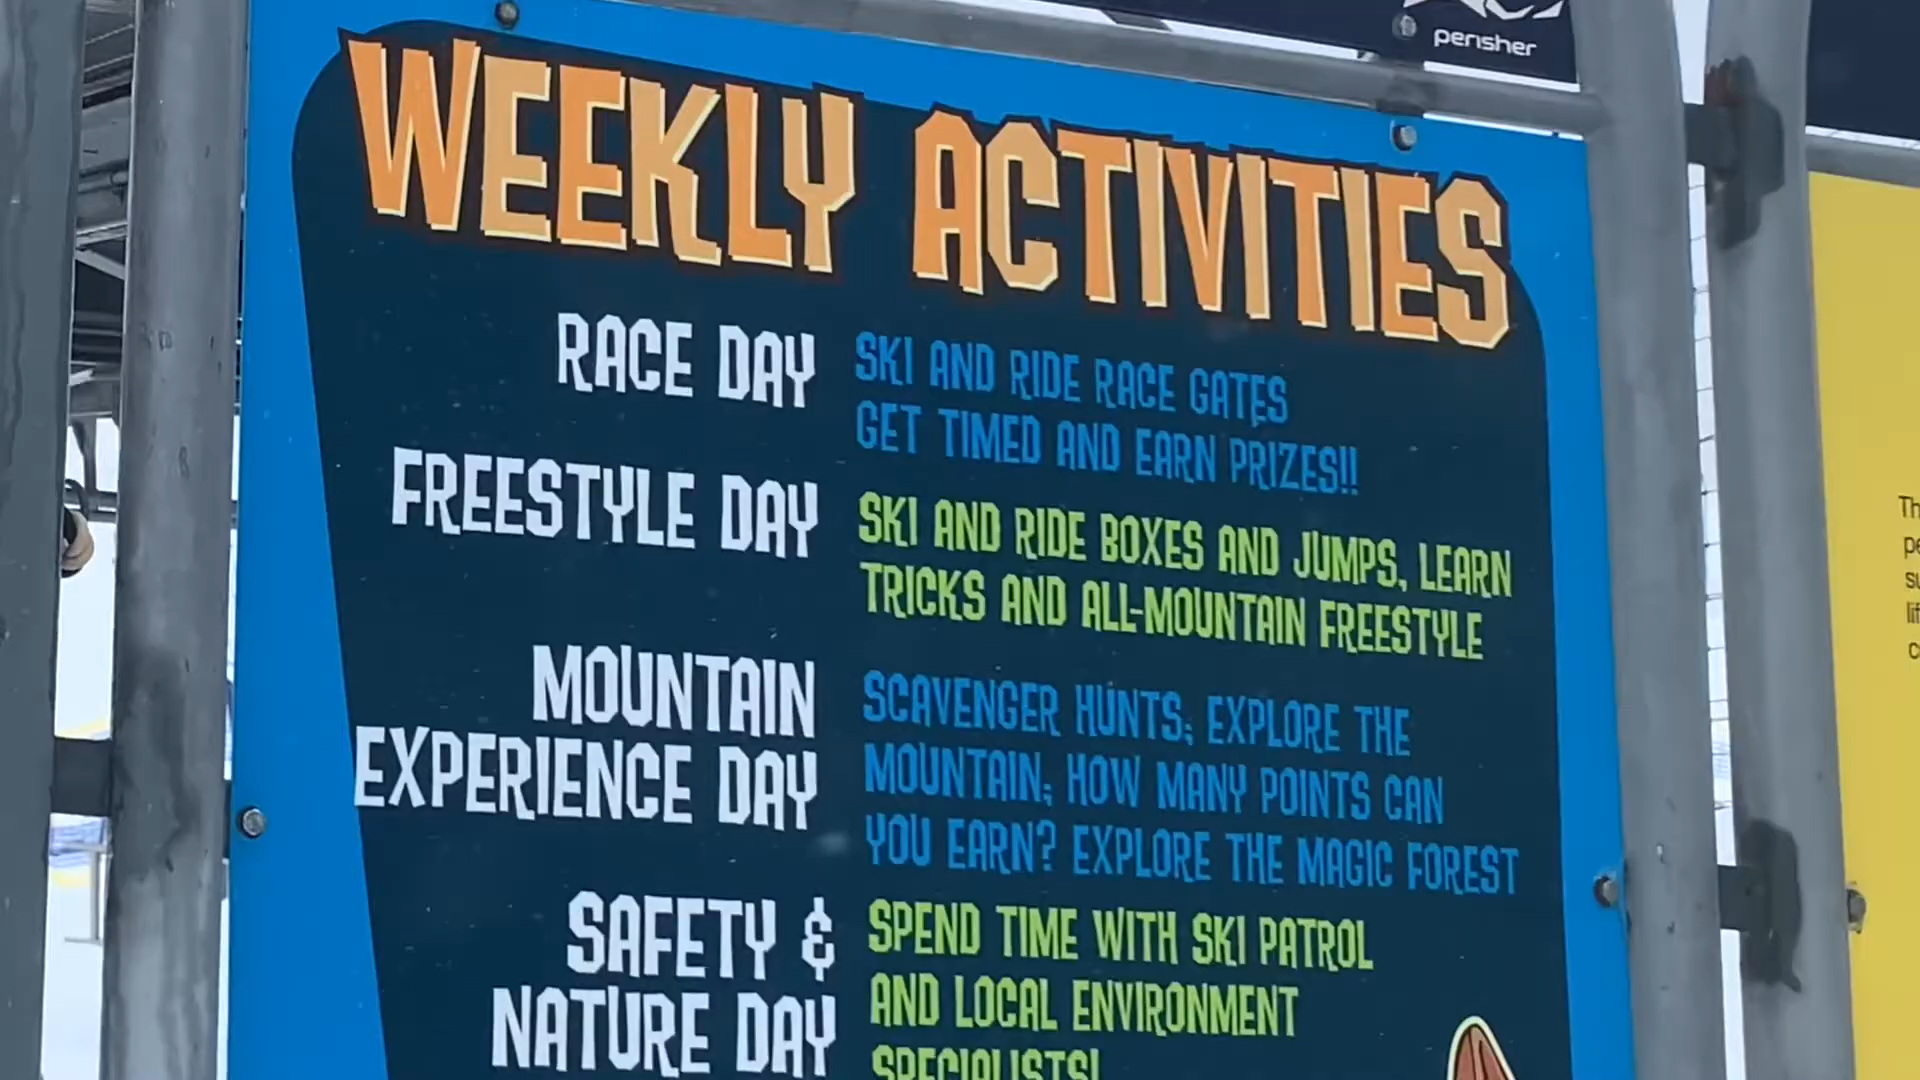 perisher
WEEKLY ACTIVITIES
RACE DAY
SKI AND RIDE RACE GATES
GET TIMED AND EARN PRIZES!!
FREESTYLE DAY
SKI AND RIDE BOXES AND JUMPS, LEARN
TRICKS AND ALL-MOUNTAIN FREESTYLE
MOUNTAIN
EXPERIENCE DAY
SCAVENGER HUNTS; EXPLORE THE
MOUNTAIN; HOW MANY POINTS CAN
YOU EARN? EXPLORE THE MAGIC FOREST
SAFETY &
NATURE DAY
SPEND TIME WITH SKI PATROL
AND LOCAL ENVIRONMENT
SPECIALISTS!